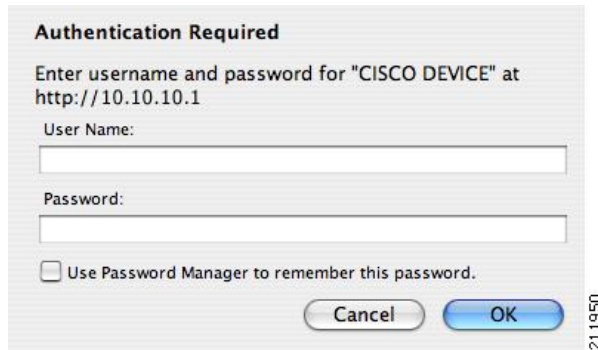 Authentication Required
Enter username and password for "CISCO DEVICE" at
http://10.10.10.1
User Name:
Password:
Use Password Manager to remember this password.
Cancel OK
211950